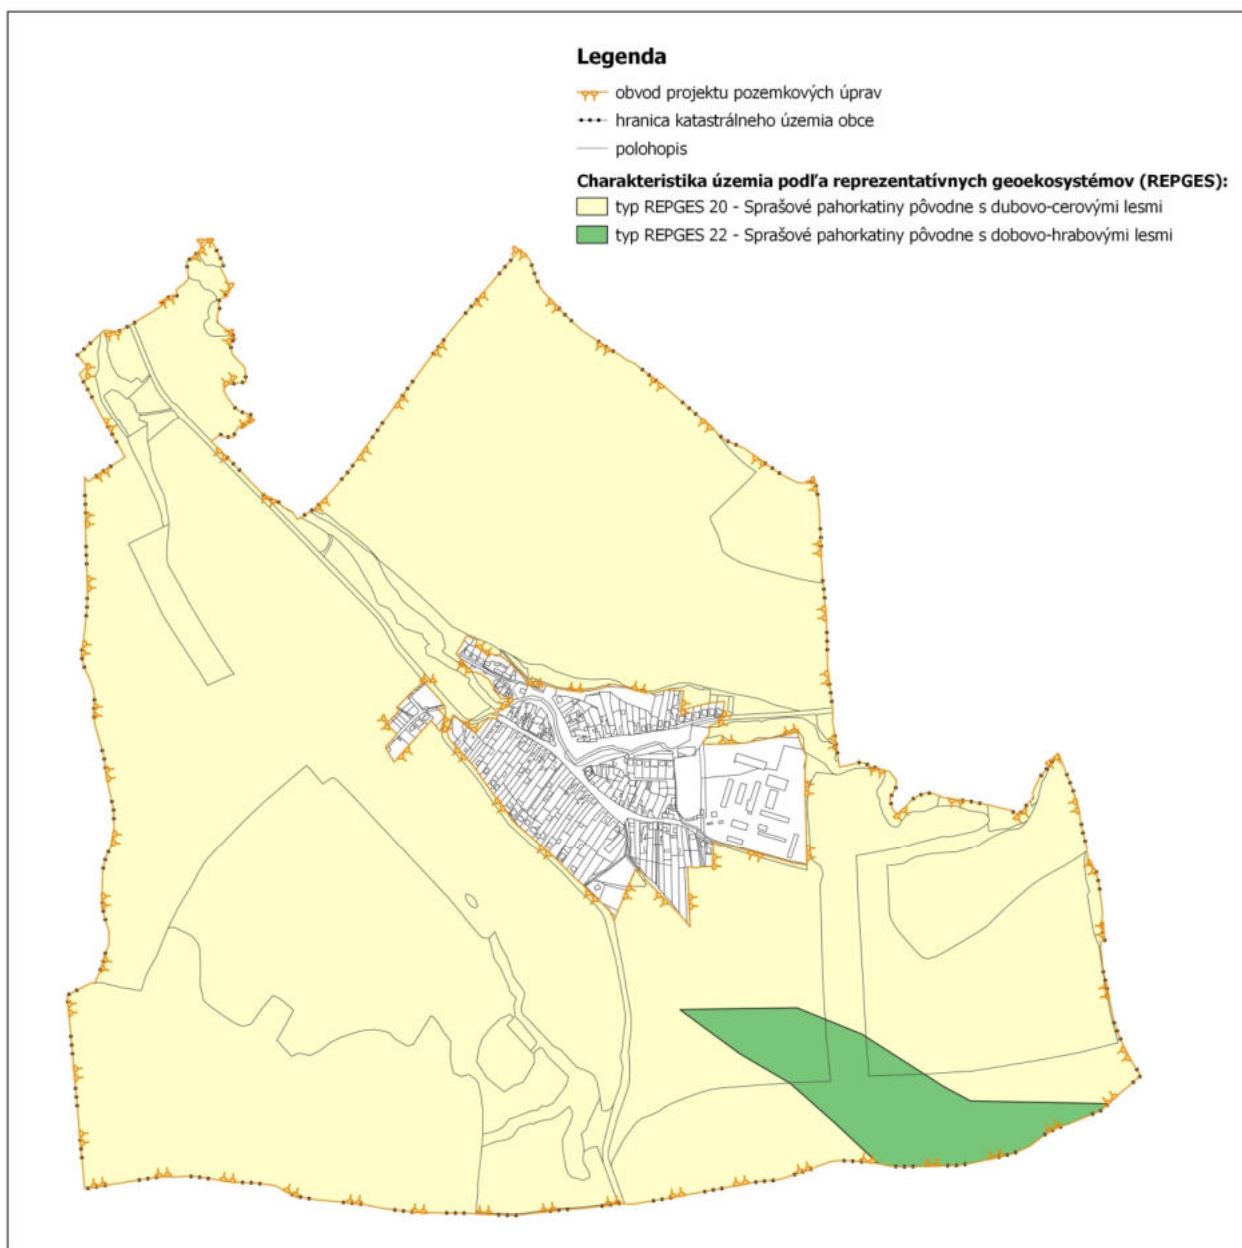 Legenda
obvod projektu pozemkových úprav
hranica katastrálneho územia obce
polohopis
Charakteristika územia podľa reprezentatívnych geoekosystémov (REPGES):
typ REPGES 20 - Sprašové pahorkatiny pôvodne s dubovo-cerovými lesmi
typ REPGES 22 - Sprašové pahorkatiny pôvodne s dobovo-hrabovými lesmi